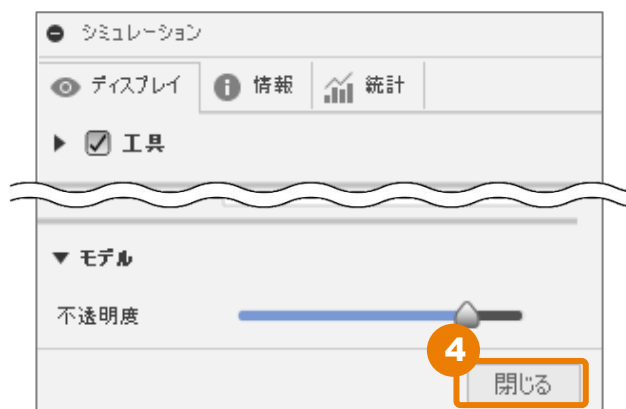 シミュレーション
ディスプレイ 情報 統計
工具
モデル
不透明度
4
閉じる